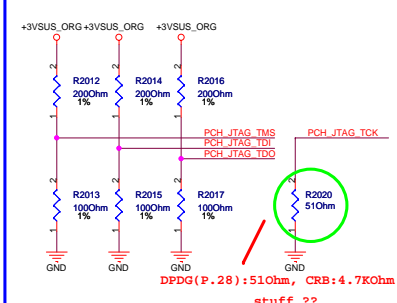 +3VSUS_ORG +3VSUS_ORG +3VSUS_ORG
2 2 2
R2012 R2014 R2016
200Ohm 200Ohm 200Ohm
1% 1% 1%
1 1 1
PCH_JTAG_TMS PCH_JTAG_TCK
PCH_JTAG_TDI
PCH_JTAG_TDO
2 2 2 2
R2013 R2015 R2017 R2020
100Ohm 100Ohm 100Ohm 51Ohm
1% 1% 1%
1 1 1 1
GND GND GND GND
DPDG(P.28):51Ohm, CRB:4.7KOhm
stuff ??